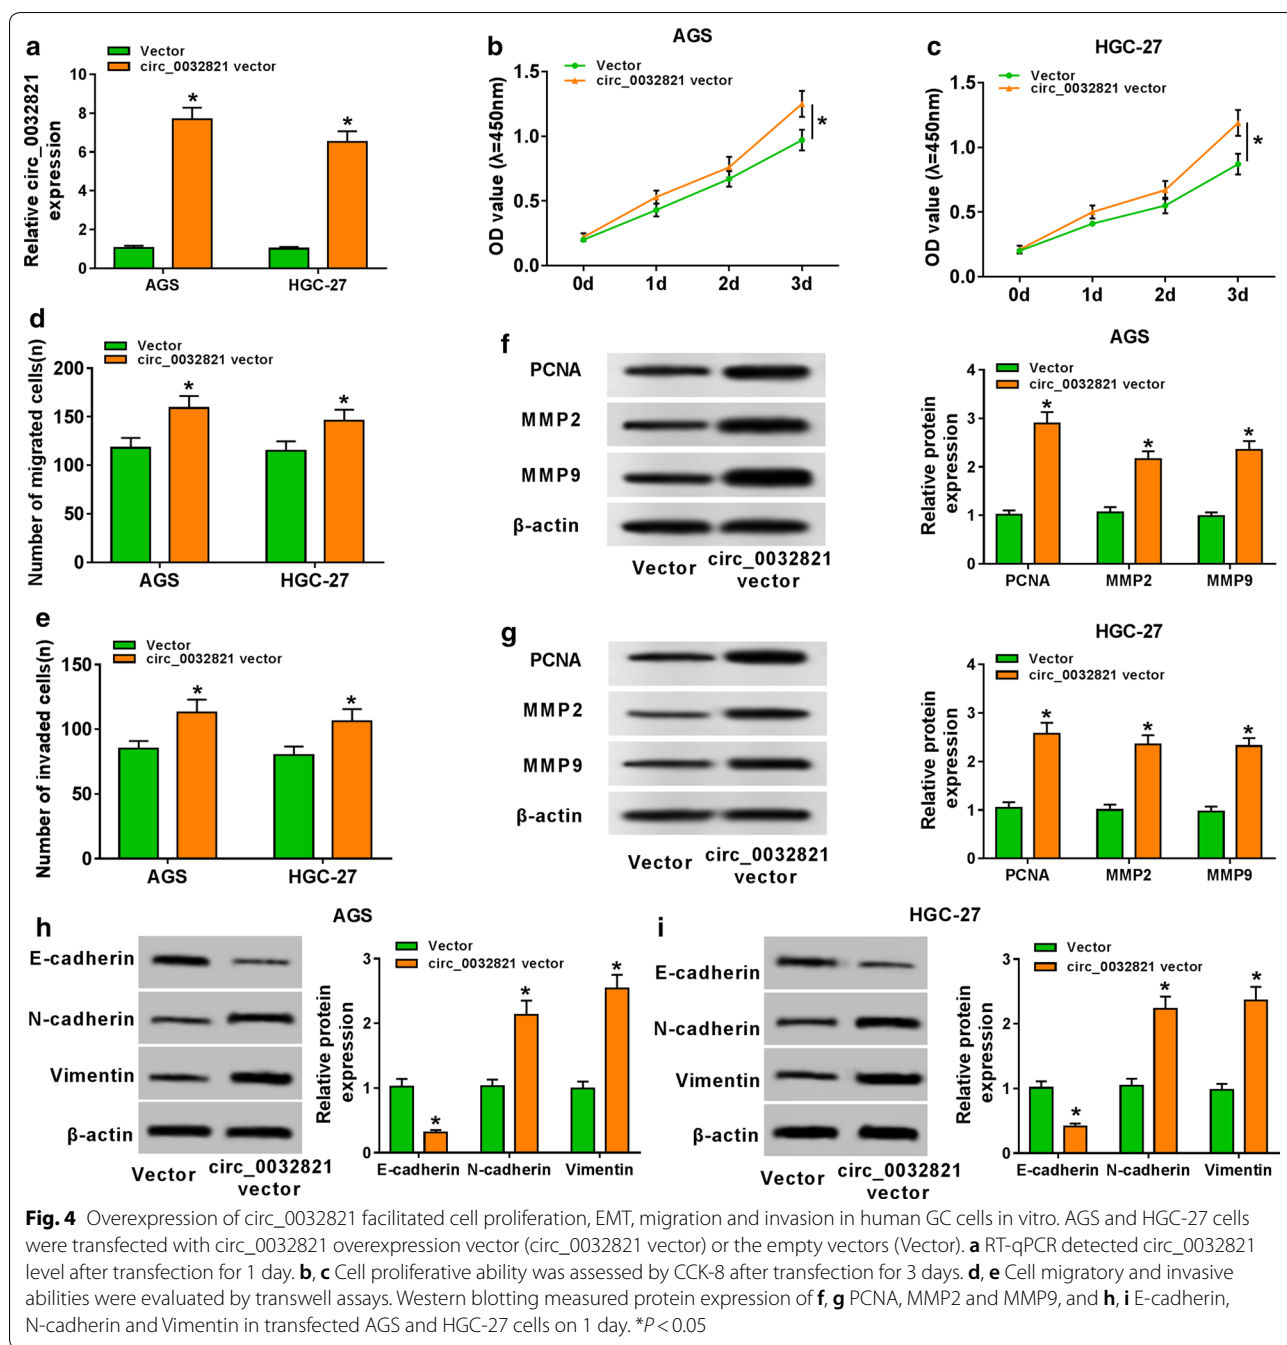 a
Vector
circ_0032821 vector
Relative circ_0032821
expression
10
8
6
4
2
0
*
*
AGS
HGC-27
b
AGS
Vector
circ_0032821 vector
OD value (λ=450nm)
1.5
1.0
0.5
0.0
*
0d
1d
2d
3d
c
HGC-27
Vector
circ_0032821 vector
OD value (λ=450nm)
1.5
1.0
0.5
0.0
*
0d
1d
2d
3d
d
Vector
circ_0032821 vector
Number of migrated cells(n)
200
150
100
50
0
*
*
AGS
HGC-27
f
PCNA
MMP2
MMP9
β-actin
Vector
circ_0032821
vector
AGS
Vector
circ_0032821 vector
Relative protein
expression
4
3
2
1
0
*
*
*
PCNA
MMP2
MMP9
e
Vector
circ_0032821 vector
Number of invaded cells(n)
150
100
50
0
*
*
AGS
HGC-27
g
PCNA
MMP2
MMP9
β-actin
Vector
circ_0032821
vector
HGC-27
Vector
circ_0032821 vector
Relative protein
expression
4
3
2
1
0
*
*
*
PCNA
MMP2
MMP9
h
AGS
E-cadherin
N-cadherin
Vimentin
β-actin
Vector
circ_0032821
vector
Vector
circ_0032821 vector
Relative protein
expression
3
2
1
0
*
*
*
E-cadherin
N-cadherin
Vimentin
i
HGC-27
E-cadherin
N-cadherin
Vimentin
β-actin
Vector
circ_0032821
vector
Vector
circ_0032821 vector
Relative protein
expression
3
2
1
0
*
*
*
E-cadherin
N-cadherin
Vimentin
Fig. 4 Overexpression of circ_0032821 facilitated cell proliferation, EMT, migration and invasion in human GC cells in vitro. AGS and HGC-27 cells
were transfected with circ_0032821 overexpression vector (circ_0032821 vector) or the empty vectors (Vector). a RT-qPCR detected circ_0032821
level after transfection for 1 day. b, c Cell proliferative ability was assessed by CCK-8 after transfection for 3 days. d, e Cell migratory and invasive
abilities were evaluated by transwell assays. Western blotting measured protein expression of f, g PCNA, MMP2 and MMP9, and h, i E-cadherin,
N-cadherin and Vimentin in transfected AGS and HGC-27 cells on 1 day. *P < 0.05